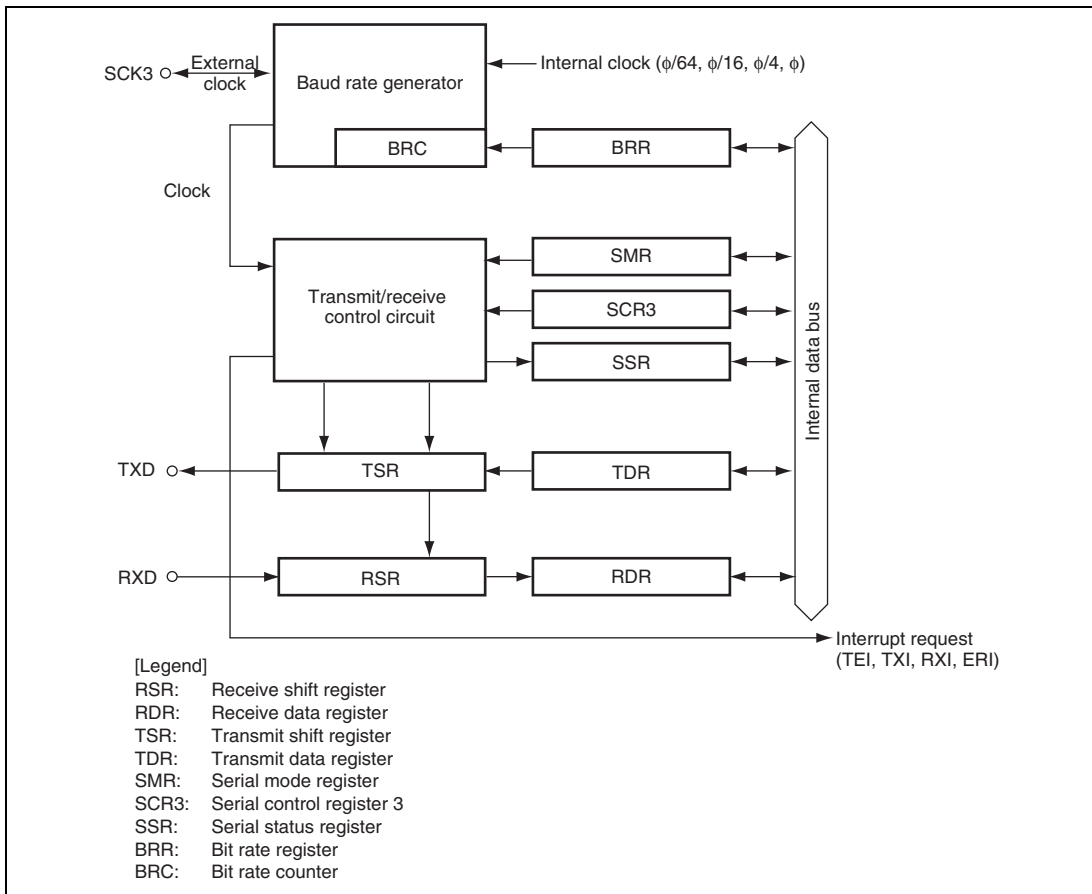 SCK3
External
clock
Baud rate generator
Internal clock (ϕ/64, ϕ/16, ϕ/4, ϕ)
BRC
BRR
Clock
Transmit/receive
control circuit
SMR
SCR3
SSR
Internal data bus
TXD
TSR
TDR
RXD
RSR
RDR
Interrupt request
(TEI, TXI, RXI, ERI)
[Legend]
RSR: Receive shift register
RDR: Receive data register
TSR: Transmit shift register
TDR: Transmit data register
SMR: Serial mode register
SCR3: Serial control register 3
SSR: Serial status register
BRR: Bit rate register
BRC: Bit rate counter